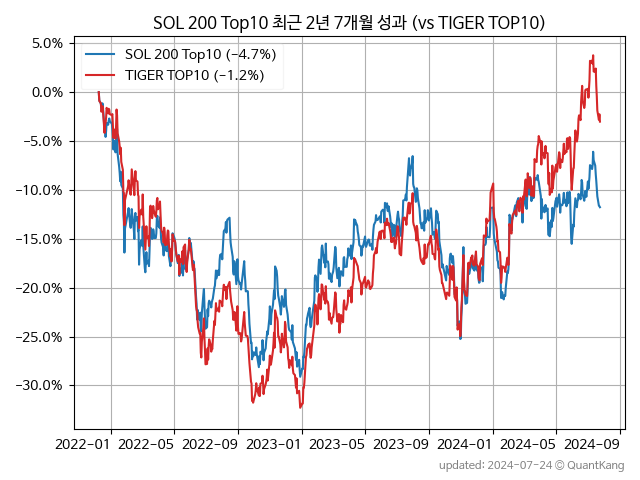 SOL 200 Top10 최근 2년 7개월 성과 (vs TIGER TOP10)
SOL 200 Top10 (−4.7%)
TIGER TOP10 (−1.2%)
5.0%
0.0%
−5.0%
−10.0%
−15.0%
−20.0%
−25.0%
−30.0%
2022-01 2022-05 2022-09 2023-01 2023-05 2023-09 2024-01 2024-05 2024-09
updated: 2024-07-24 © QuantKang